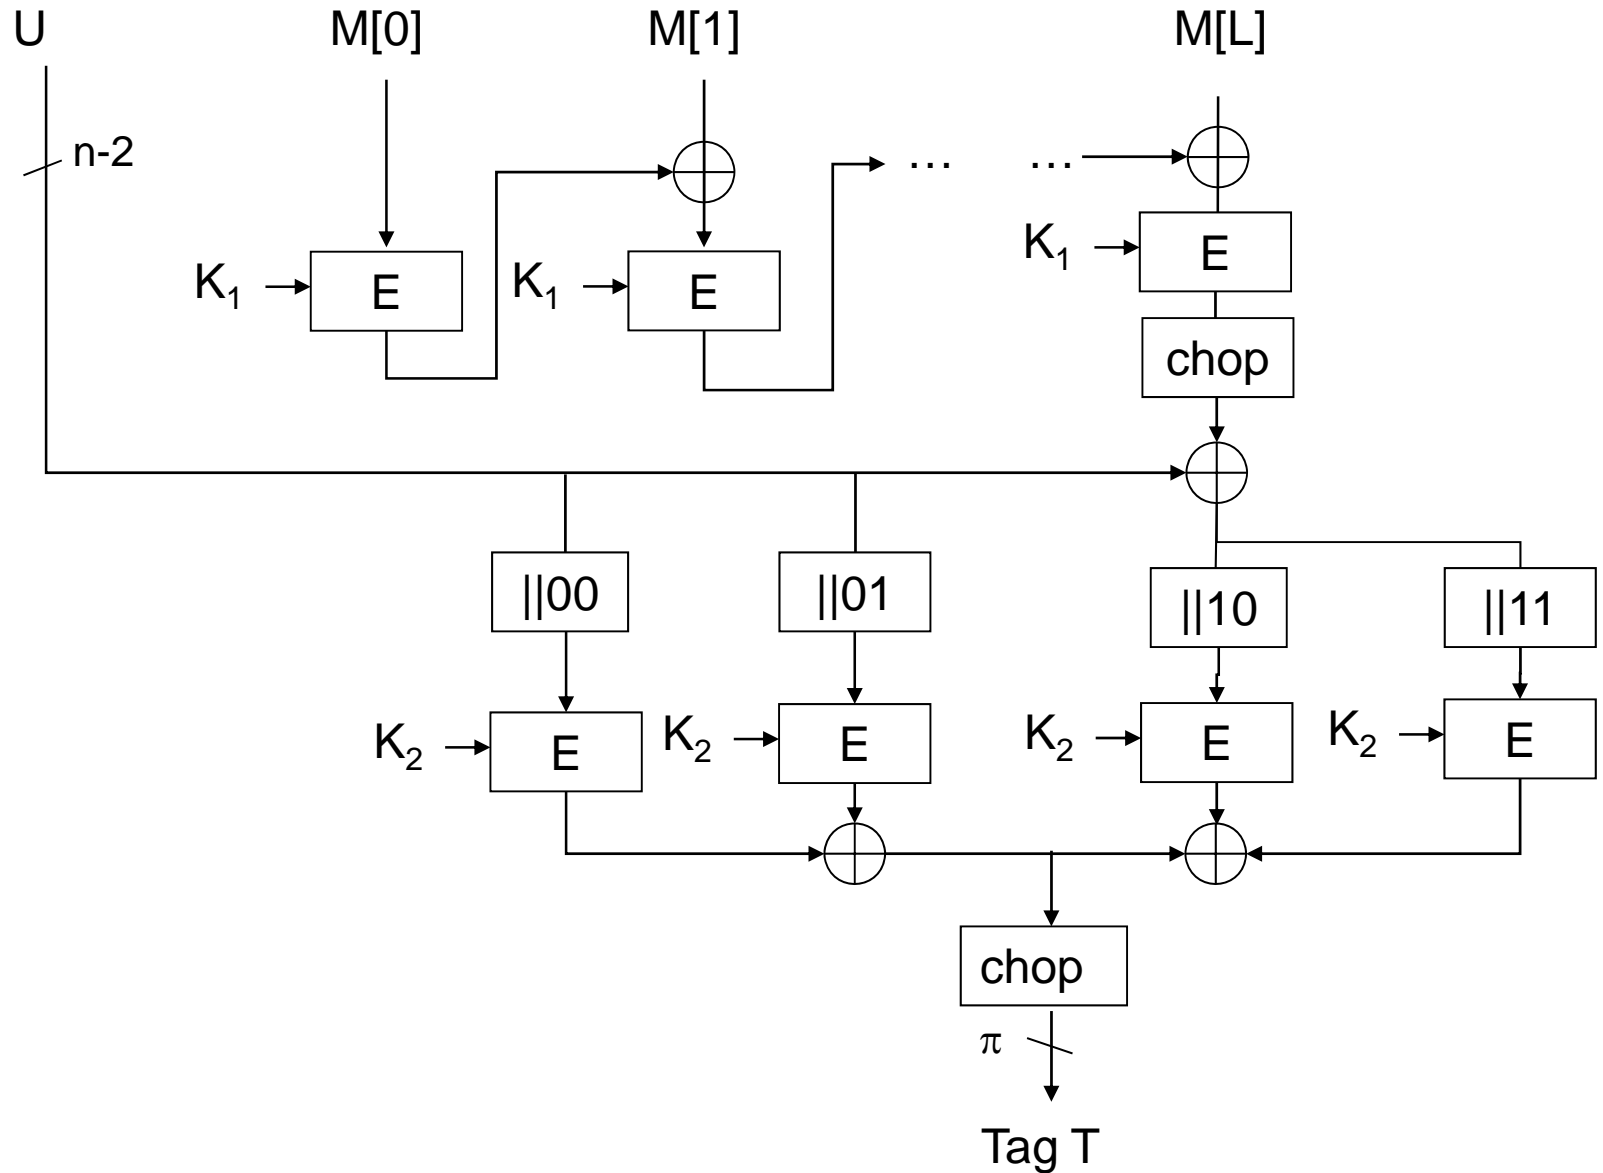 U M[0] M[1] M[L]
n-2
… …
K₁ E K₁ E K₁ E
chop
||00 ||01 ||10 ||11
K₂ E K₂ E K₂ E K₂ E
chop
π
Tag T